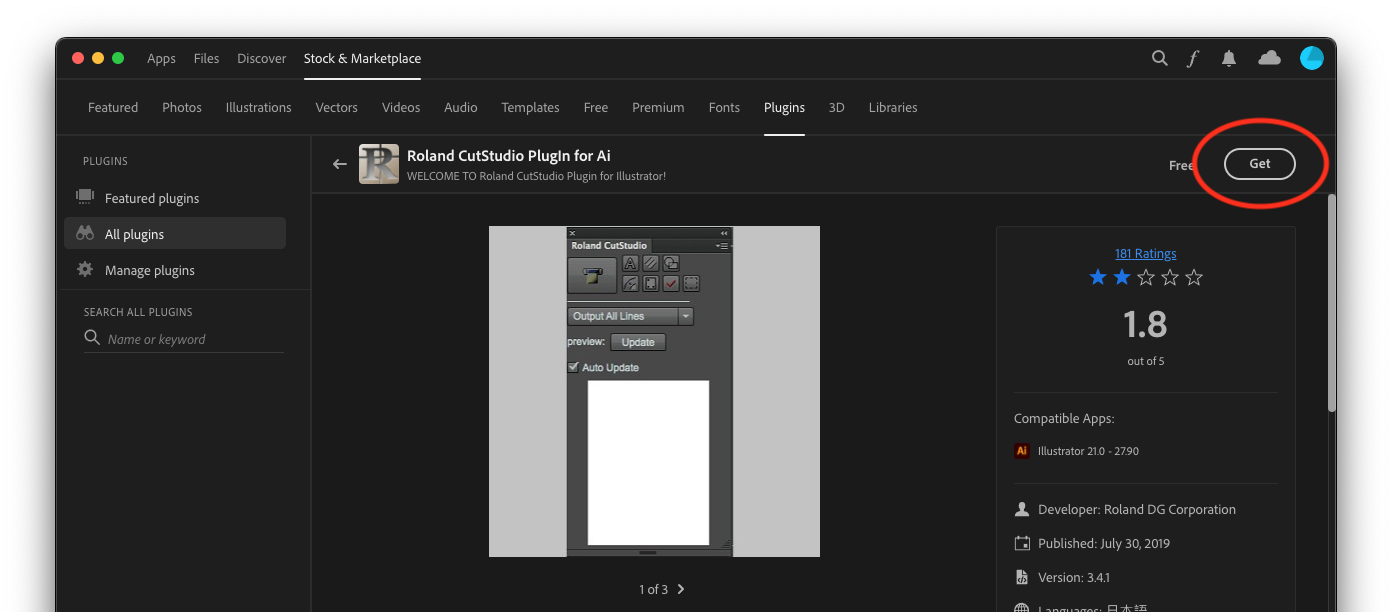 Apps Files Discover Stock & Marketplace
Featured Photos Illustrations Vectors Videos Audio Templates Free Premium Fonts Plugins 3D Libraries
PLUGINS
Featured plugins
All plugins
Manage plugins
SEARCH ALL PLUGINS
Name or keyword
Roland CutStudio PlugIn for Ai
WELCOME TO Roland CutStudio Plugin for Illustrator!
Free
Get
Roland CutStudio
Output All Lines
preview: Update
Auto Update
1 of 3
181 Ratings
1.8
out of 5
Compatible Apps:
Ai Illustrator 21.0 - 27.90
Developer: Roland DG Corporation
Published: July 30, 2019
Version: 3.4.1
Languages: 日本語